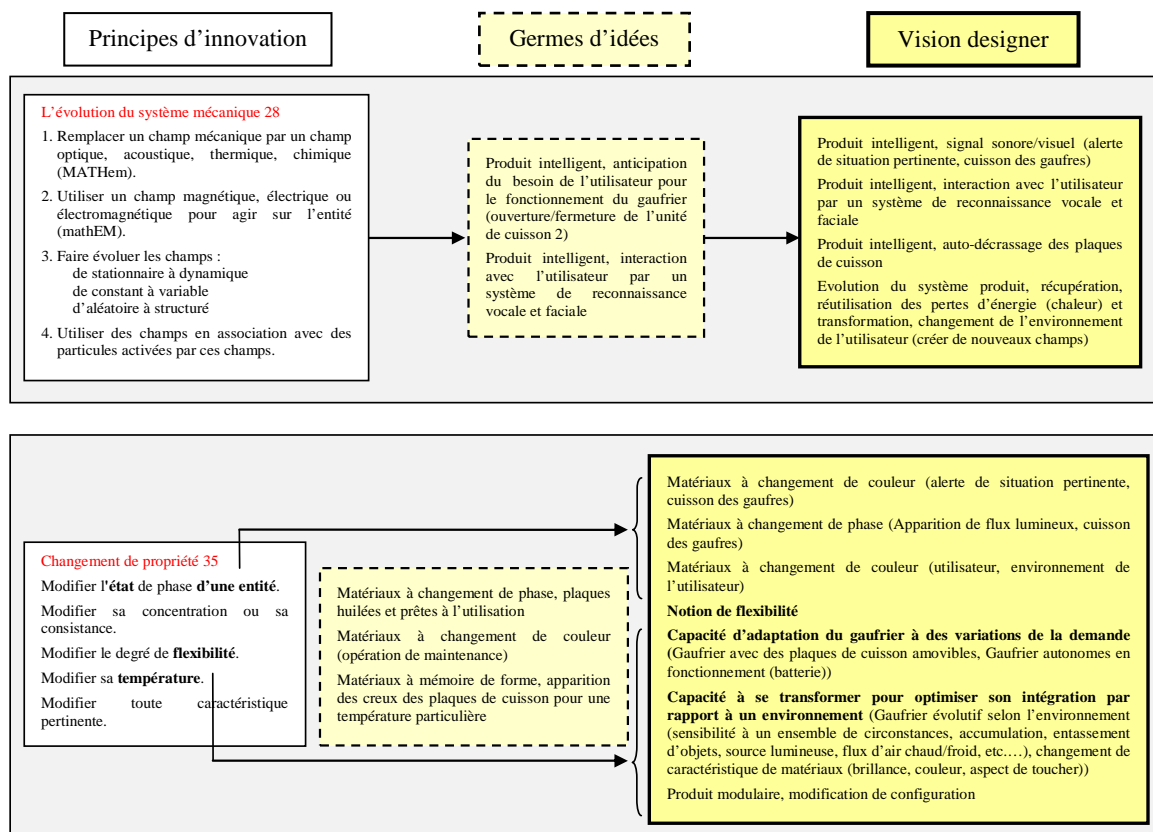 Principes d'innovation
Germes d'idées
Vision designer
L'évolution du système mécanique 28
1. Remplacer un champ mécanique par un champ
optique, acoustique, thermique, chimique
(MATHem).
2. Utiliser un champ magnétique, électrique ou
électromagnétique pour agir sur l'entité
(mathEM).
3. Faire évoluer les champs :
de stationnaire à dynamique
de constant à variable
d'aléatoire à structuré
4. Utiliser des champs en association avec des
particules activées par ces champs.
Produit intelligent, anticipation
du besoin de l'utilisateur pour
le fonctionnement du gaufrier
(ouverture/fermeture de l'unité
de cuisson 2)
Produit intelligent, interaction
avec l'utilisateur par un
système de reconnaissance
vocale et faciale
Produit intelligent, signal sonore/visuel (alerte
de situation pertinente, cuisson des gaufres)
Produit intelligent, interaction avec l'utilisateur
par un système de reconnaissance vocale et
faciale
Produit intelligent, auto-décrassage des plaques
de cuisson
Evolution du système produit, récupération,
réutilisation des pertes d'énergie (chaleur) et
transformation, changement de l'environnement
de l'utilisateur (créer de nouveaux champs)
Changement de propriété 35
Modifier l'état de phase d'une entité.
Modifier sa concentration ou sa
consistance.
Modifier le degré de flexibilité.
Modifier sa température.
Modifier toute caractéristique
pertinente.
Matériaux à changement de phase, plaques
huilées et prêtes à l'utilisation
Matériaux à changement de couleur
(opération de maintenance)
Matériaux à mémoire de forme, apparition
des creux des plaques de cuisson pour une
température particulière
Matériaux à changement de couleur (alerte de situation pertinente,
cuisson des gaufres)
Matériaux à changement de phase (Apparition de flux lumineux, cuisson
des gaufres)
Matériaux à changement de couleur (utilisateur, environnement de
l'utilisateur)
Notion de flexibilité
Capacité d'adaptation du gaufrier à des variations de la demande
(Gaufrier avec des plaques de cuisson amovibles, Gaufrier autonomes en
fonctionnement (batterie))
Capacité à se transformer pour optimiser son intégration par
rapport à un environnement (Gaufrier évolutif selon l'environnement
(sensibilité à un ensemble de circonstances, accumulation, entassement
d'objets, source lumineuse, flux d'air chaud/froid, etc.…), changement de
caractéristique de matériaux (brillance, couleur, aspect de toucher))
Produit modulaire, modification de configuration